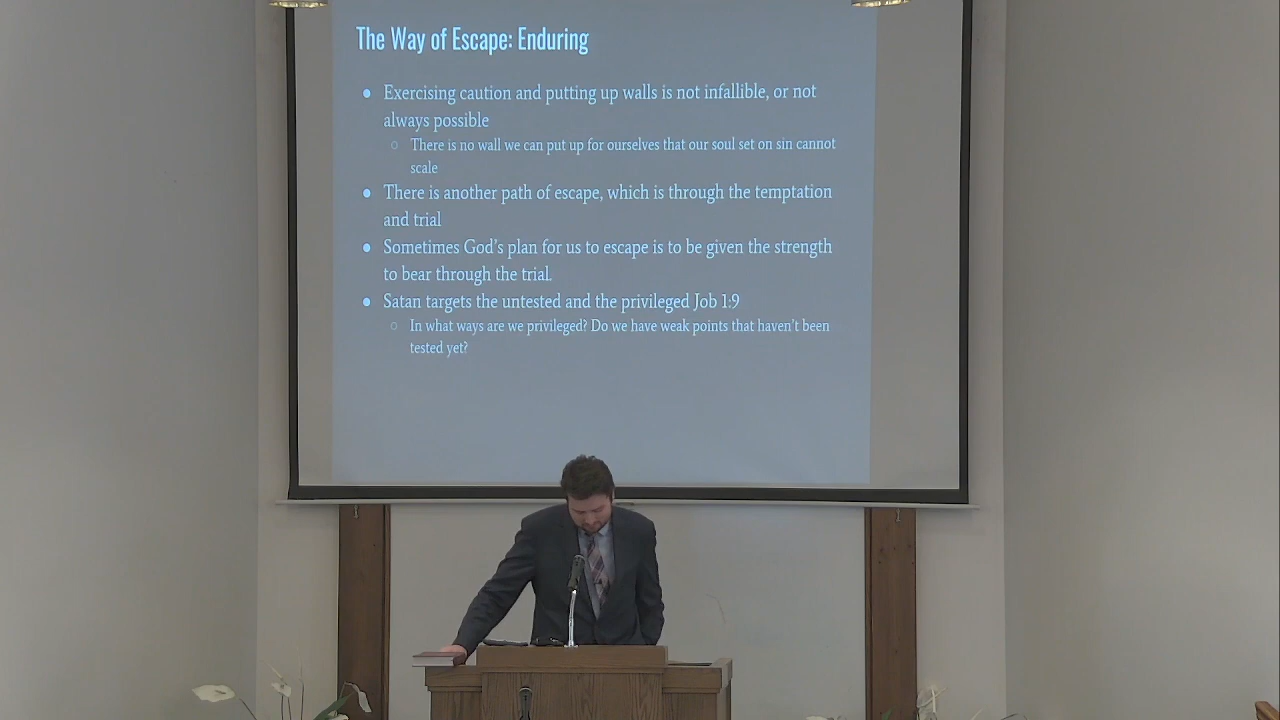 The Way of Escape: Enduring
● Exercising caution and putting up walls is not infallible, or not
always possible
○ There is no wall we can put up for ourselves that our soul set on sin cannot
scale
● There is another path of escape, which is through the temptation
and trial
● Sometimes God's plan for us to escape is to be given the strength
to bear through the trial.
● Satan targets the untested and the privileged Job 1:9
○ In what ways are we privileged? Do we have weak points that haven't been
tested yet?